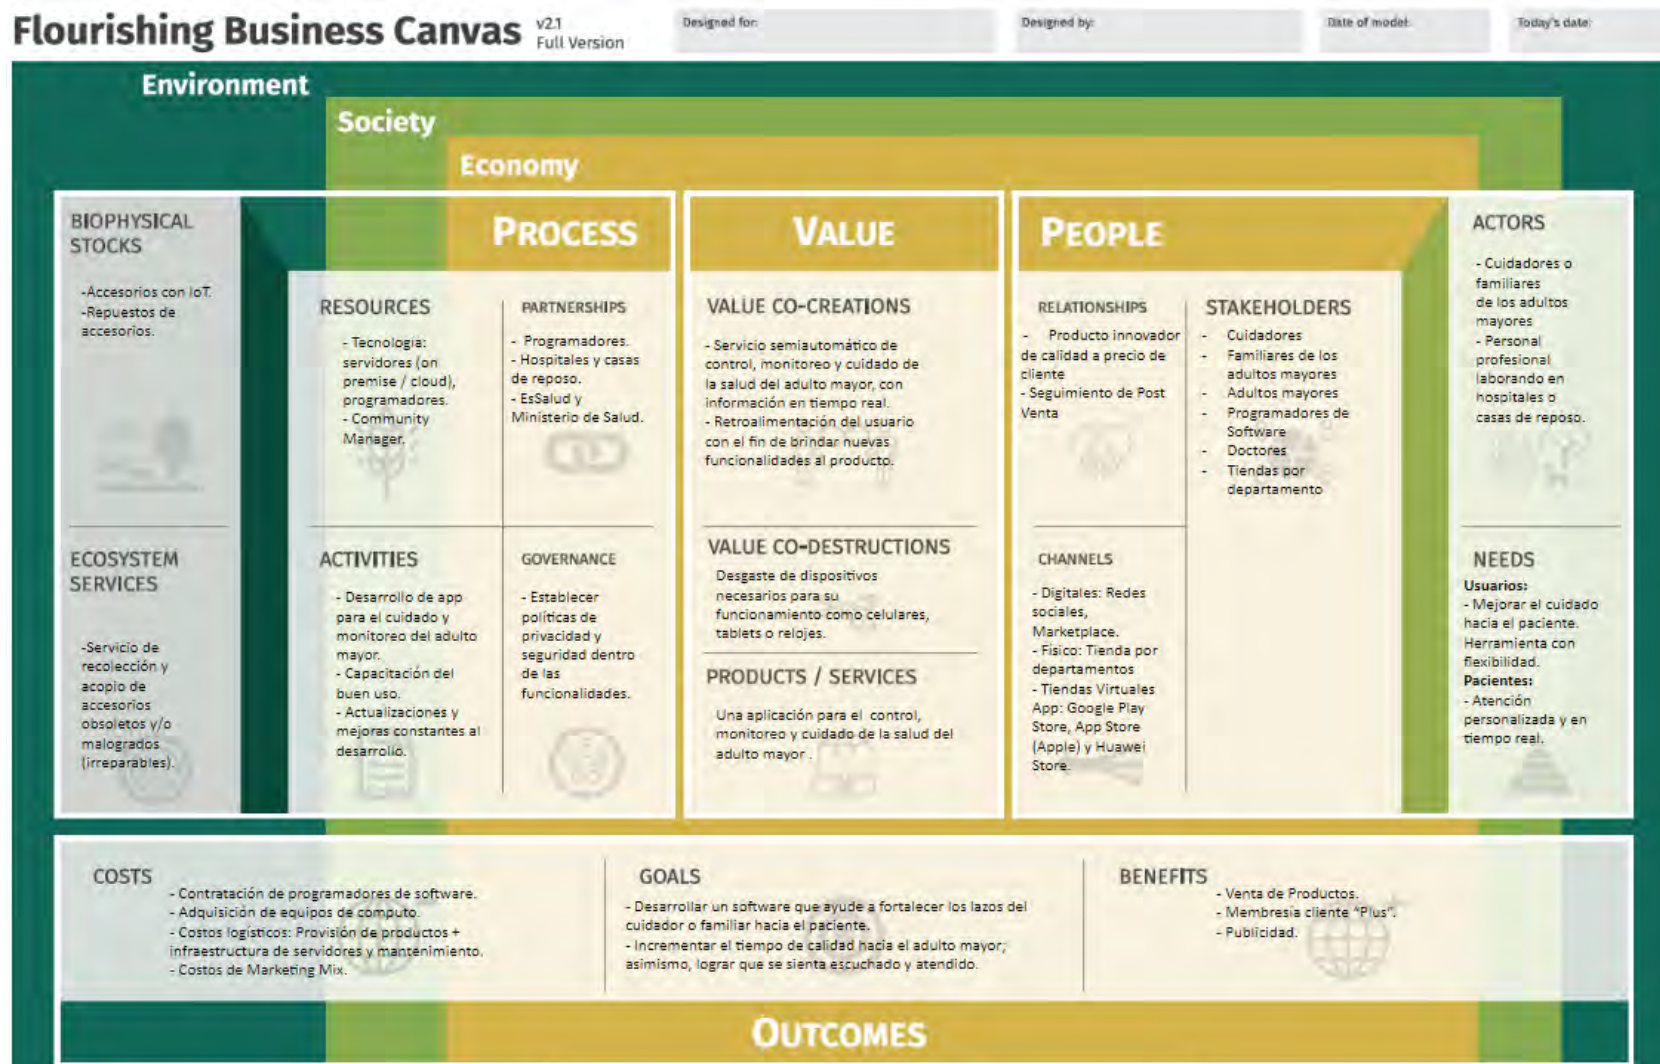 Flourishing Business Canvas
v2.1
Full Version
Designed for:
Designed by:
Date of model:
Today's date:
Environment
Society
Economy
BIOPHYSICAL
STOCKS
-Accesorios con IoT.
-Repuestos de
accesorios.
ECOSYSTEM
SERVICES
-Servicio de
recolección y
acopio de
accesorios
obsoletos y/o
malogrados
(irreparables).
PROCESS
RESOURCES
- Tecnología:
servidores (on
premise / cloud),
programadores.
- Community
Manager.
PARTNERSHIPS
- Programadores.
- Hospitales y casas
de reposo.
- EsSalud y
Ministerio de Salud.
ACTIVITIES
- Desarrollo de app
para el cuidado y
monitoreo del adulto
mayor.
- Capacitación del
buen uso.
- Actualizaciones y
mejoras constantes al
desarrollo.
GOVERNANCE
- Establecer
políticas de
privacidad y
seguridad dentro
de las
funcionalidades.
VALUE
VALUE CO-CREATIONS
- Servicio semiautomático de
control, monitoreo y cuidado de
la salud del adulto mayor, con
información en tiempo real.
- Retroalimentación del usuario
con el fin de brindar nuevas
funcionalidades al producto.
VALUE CO-DESTRUCTIONS
Desgaste de dispositivos
necesarios para su
funcionamiento como celulares,
tablets o relojes.
PRODUCTS / SERVICES
Una aplicación para el control,
monitoreo y cuidado de la salud del
adulto mayor .
PEOPLE
RELATIONSHIPS
- Producto innovador
de calidad a precio de
cliente
- Seguimiento de Post
Venta
STAKEHOLDERS
- Cuidadores
- Familiares de los
adultos mayores
- Adultos mayores
- Programadores de
Software
- Doctores
- Tiendas por
departamento
CHANNELS
- Digitales: Redes
sociales,
Marketplace.
- Físico: Tienda por
departamentos
- Tiendas Virtuales
App: Google Play
Store, App Store
(Apple) y Huawei
Store.
ACTORS
- Cuidadores o
familiares
de los adultos
mayores
- Personal
profesional
laborando en
hospitales o
casas de reposo.
NEEDS
Usuarios:
- Mejorar el cuidado
hacia el paciente.
Herramienta con
flexibilidad.
Pacientes:
- Atención
personalizada y en
tiempo real.
COSTS
- Contratación de programadores de software.
- Adquisición de equipos de computo.
- Costos logísticos: Provisión de productos +
infraestructura de servidores y mantenimiento.
- Costos de Marketing Mix.
GOALS
- Desarrollar un software que ayude a fortalecer los lazos del
cuidador o familiar hacia el paciente.
- Incrementar el tiempo de calidad hacia el adulto mayor;
asimismo, lograr que se sienta escuchado y atendido.
BENEFITS
- Venta de Productos.
- Membresía cliente "Plus".
- Publicidad.
OUTCOMES